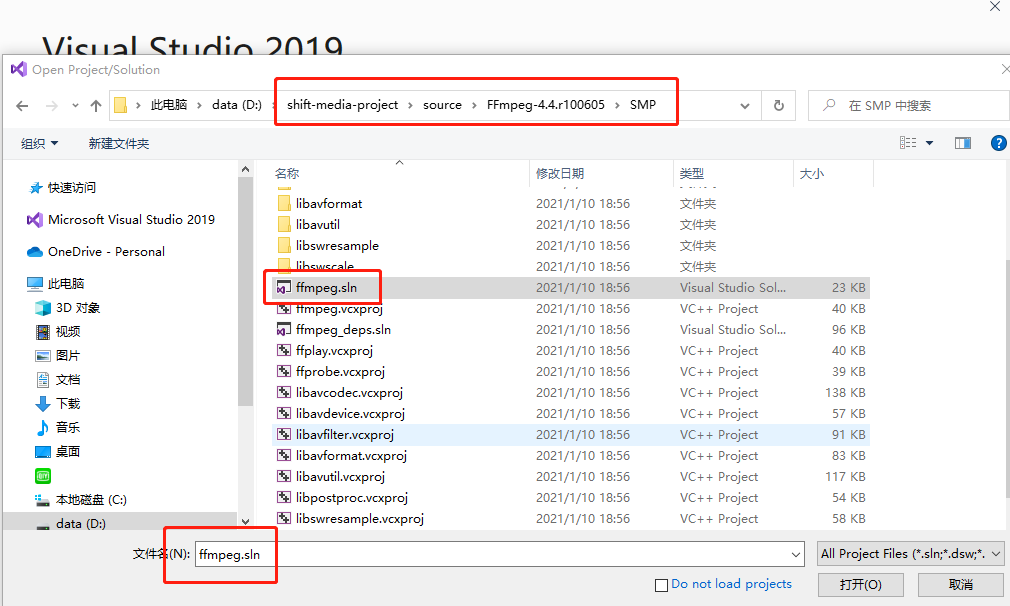 Visual Studio 2019
Open Project/Solution
此电脑 › data (D:) › shift-media-project › source › FFmpeg-4.4.r100605 › SMP
在 SMP 中搜索
组织 新建文件夹
名称 修改日期 类型 大小
快速访问
Microsoft Visual Studio 2019
OneDrive - Personal
此电脑
3D 对象
视频
图片
文档
下载
音乐
桌面
本地磁盘 (C:)
data (D:)
libavformat 2021/1/10 18:56 文件夹
libavutil 2021/1/10 18:56 文件夹
libswresample 2021/1/10 18:56 文件夹
libswscale 2021/1/10 18:56 文件夹
ffmpeg.sln 2021/1/10 18:56 Visual Studio Sol... 23 KB
ffmpeg.vcxproj 2021/1/10 18:56 VC++ Project 40 KB
ffmpeg_deps.sln 2021/1/10 18:56 Visual Studio Sol... 96 KB
ffplay.vcxproj 2021/1/10 18:56 VC++ Project 40 KB
ffprobe.vcxproj 2021/1/10 18:56 VC++ Project 39 KB
libavcodec.vcxproj 2021/1/10 18:56 VC++ Project 138 KB
libavdevice.vcxproj 2021/1/10 18:56 VC++ Project 57 KB
libavfilter.vcxproj 2021/1/10 18:56 VC++ Project 91 KB
libavformat.vcxproj 2021/1/10 18:56 VC++ Project 83 KB
libavutil.vcxproj 2021/1/10 18:56 VC++ Project 117 KB
libpostproc.vcxproj 2021/1/10 18:56 VC++ Project 54 KB
libswresample.vcxproj 2021/1/10 18:56 VC++ Project 58 KB
文件名(N): ffmpeg.sln
All Project Files (*.sln;*.dsw;*.
Do not load projects
打开(O) 取消